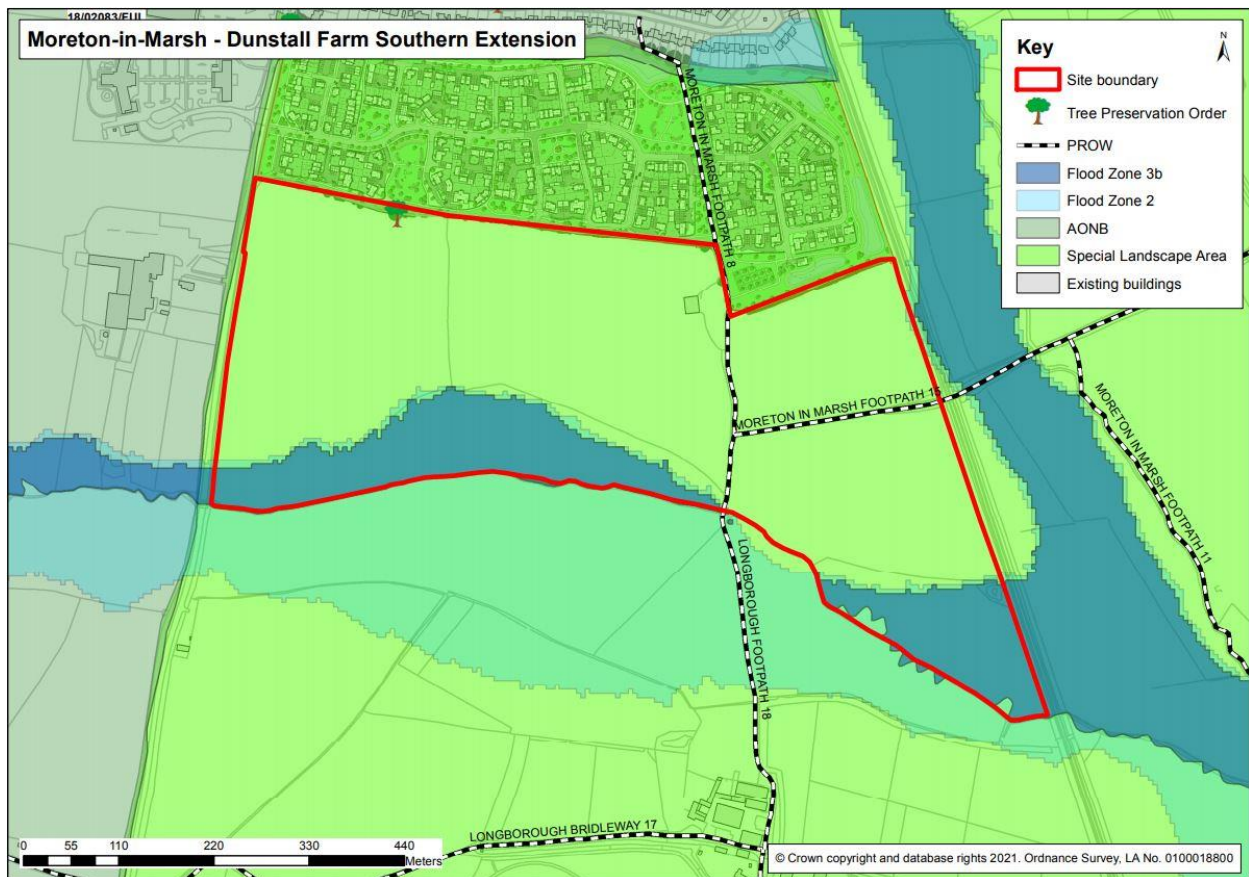 18/02083/FUL
Moreton-in-Marsh - Dunstall Farm Southern Extension
Key
N
Site boundary
Tree Preservation Order
PROW
Flood Zone 3b
Flood Zone 2
AONB
Special Landscape Area
Existing buildings
MORETON IN MARSH FOOTPATH 8
MORETON IN MARSH FOOTPATH 15
MORETON IN MARSH FOOTPATH 11
LONGBOROUGH FOOTPATH 18
LONGBOROUGH BRIDLEWAY 17
0 55 110 220 330 440
Meters
© Crown copyright and database rights 2021. Ordnance Survey, LA No. 0100018800